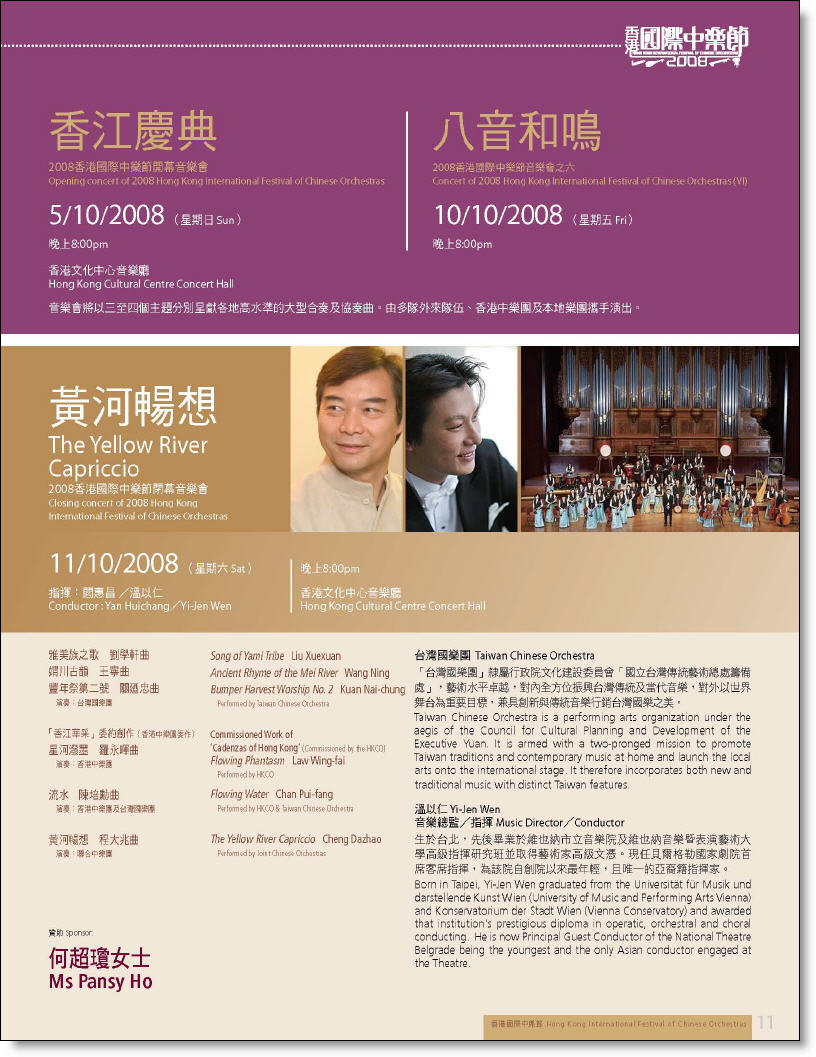 香港國際中樂節
HONG KONG INTERNATIONAL FESTIVAL OF CHINESE ORCHESTRAS
2008
香江慶典
2008香港國際中樂節開幕音樂會
Opening concert of 2008 Hong Kong International Festival of Chinese Orchestras
5/10/2008（星期日 Sun）
晚上8:00pm
香港文化中心音樂廳
Hong Kong Cultural Centre Concert Hall
八音和鳴
2008香港國際中樂節音樂會之六
Concert of 2008 Hong Kong International Festival of Chinese Orchestras (VI)
10/10/2008（星期五 Fri）
晚上8:00pm
音樂會將以三至四個主題分別呈獻各地高水準的大型合奏及協奏曲。由多隊外來隊伍、香港中樂團及本地樂團攜手演出。
黃河暢想
The Yellow River
Capriccio
2008香港國際中樂節閉幕音樂會
Closing concert of 2008 Hong Kong
International Festival of Chinese Orchestras
11/10/2008（星期六 Sat）
指揮：閻惠昌／溫以仁
Conductor : Yan Huichang／Yi-Jen Wen
晚上8:00pm
香港文化中心音樂廳
Hong Kong Cultural Centre Concert Hall
雅美族之歌　劉學軒曲
渭川古韻　王寧曲
豐年祭第二號　關迺忠曲
演奏：台灣國樂團
「香江華采」委約創作（香港中樂團委作）
星河潑墨　羅永暉曲
演奏：香港中樂團
流水　陳培勳曲
演奏：香港中樂團及台灣國樂團
黃河暢想　程大兆曲
演奏：聯合中樂團
Song of Yami Tribe Liu Xuexuan
Ancient Rhyme of the Mei River Wang Ning
Bumper Harvest Worship No. 2 Kuan Nai-chung
Performed by Taiwan Chinese Orchestra
Commissioned Work of
'Cadenzas of Hong Kong' (Commissioned by the HKCO)
Flowing Phantasm Law Wing-fai
Performed by HKCO
Flowing Water Chan Pui-fang
Performed by HKCO & Taiwan Chinese Orchestra
The Yellow River Capriccio Cheng Dazhao
Performed by Joint Chinese Orchestras
贊助 Sponsor:
何超瓊女士
Ms Pansy Ho
台灣國樂團 Taiwan Chinese Orchestra
「台灣國樂團」隸屬行政院文化建設委員會「國立台灣傳統藝術總處籌備
處」，藝術水平卓越，對內全方位振興台灣傳統及當代音樂，對外以世界
舞台為重要目標，兼具創新與傳統音樂行銷台灣國樂之美。
Taiwan Chinese Orchestra is a performing arts organization under the
aegis of the Council for Cultural Planning and Development of the
Executive Yuan. It is armed with a two-pronged mission to promote
Taiwan traditions and contemporary music at home and launch the local
arts onto the international stage. It therefore incorporates both new and
traditional music with distinct Taiwan features.
溫以仁 Yi-Jen Wen
音樂總監／指揮 Music Director／Conductor
生於台北，先後畢業於維也納市立音樂院及維也納音樂暨表演藝術大
學高級指揮研究班並取得藝術家高級文憑。現任貝爾格勒國家劇院首
席客席指揮，為該院自創院以來最年輕，且唯一的亞裔籍指揮家。
Born in Taipei, Yi-Jen Wen graduated from the Universität für Musik und
darstellende Kunst Wien (University of Music and Performing Arts Vienna)
and Konservatorium der Stadt Wien (Vienna Conservatory) and awarded
that institution's prestigious diploma in operatic, orchestral and choral
conducting. He is now Principal Guest Conductor of the National Theatre
Belgrade being the youngest and the only Asian conductor engaged at
the Theatre.
香港國際中樂節 Hong Kong International Festival of Chinese Orchestras
11